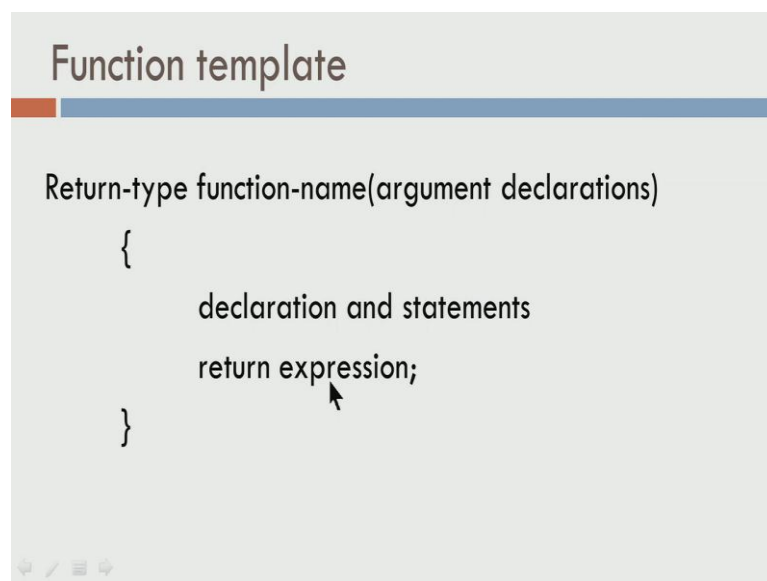 Function template
Return-type function-name(argument declarations)
{
declaration and statements
return expression;
}